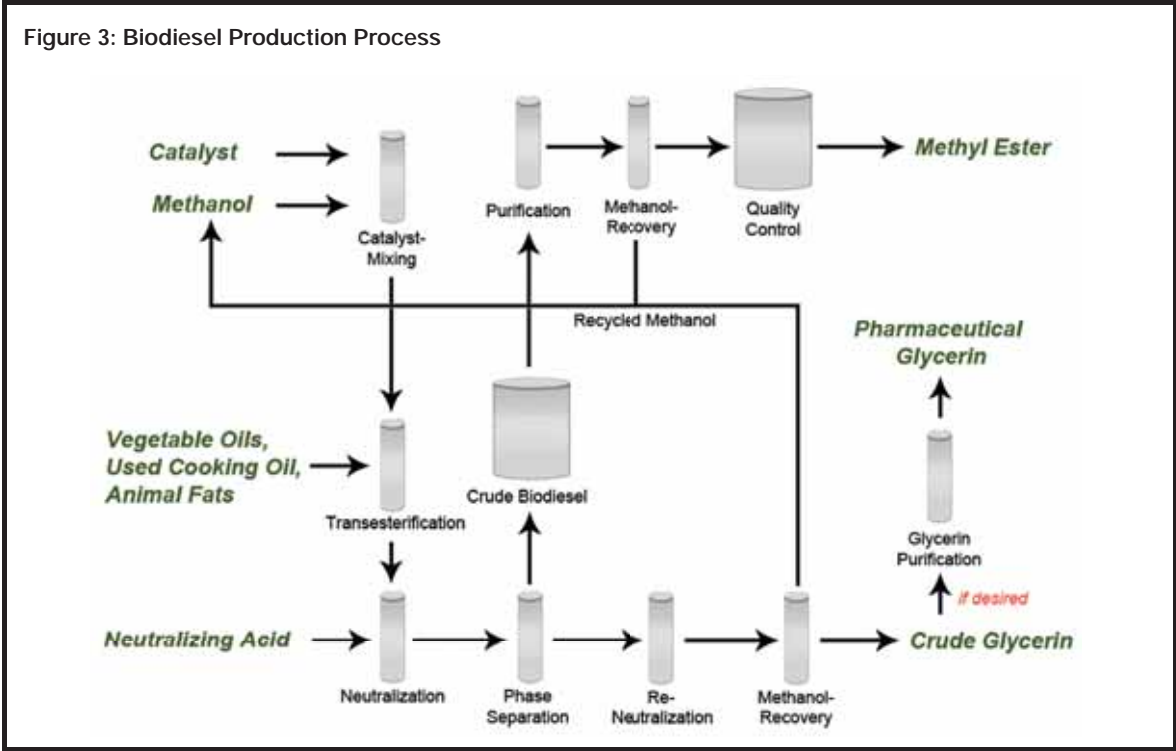 Figure 3: Biodiesel Production Process
Catalyst
Methanol
Catalyst-
Mixing
Purification
Methanol-
Recovery
Quality
Control
Methyl Ester
Recycled Methanol
Pharmaceutical
Glycerin
Vegetable Oils,
Used Cooking Oil,
Animal Fats
Transesterification
Crude Biodiesel
Glycerin
Purification
if desired
Neutralizing Acid
Neutralization
Phase
Separation
Re-
Neutralization
Methanol-
Recovery
Crude Glycerin